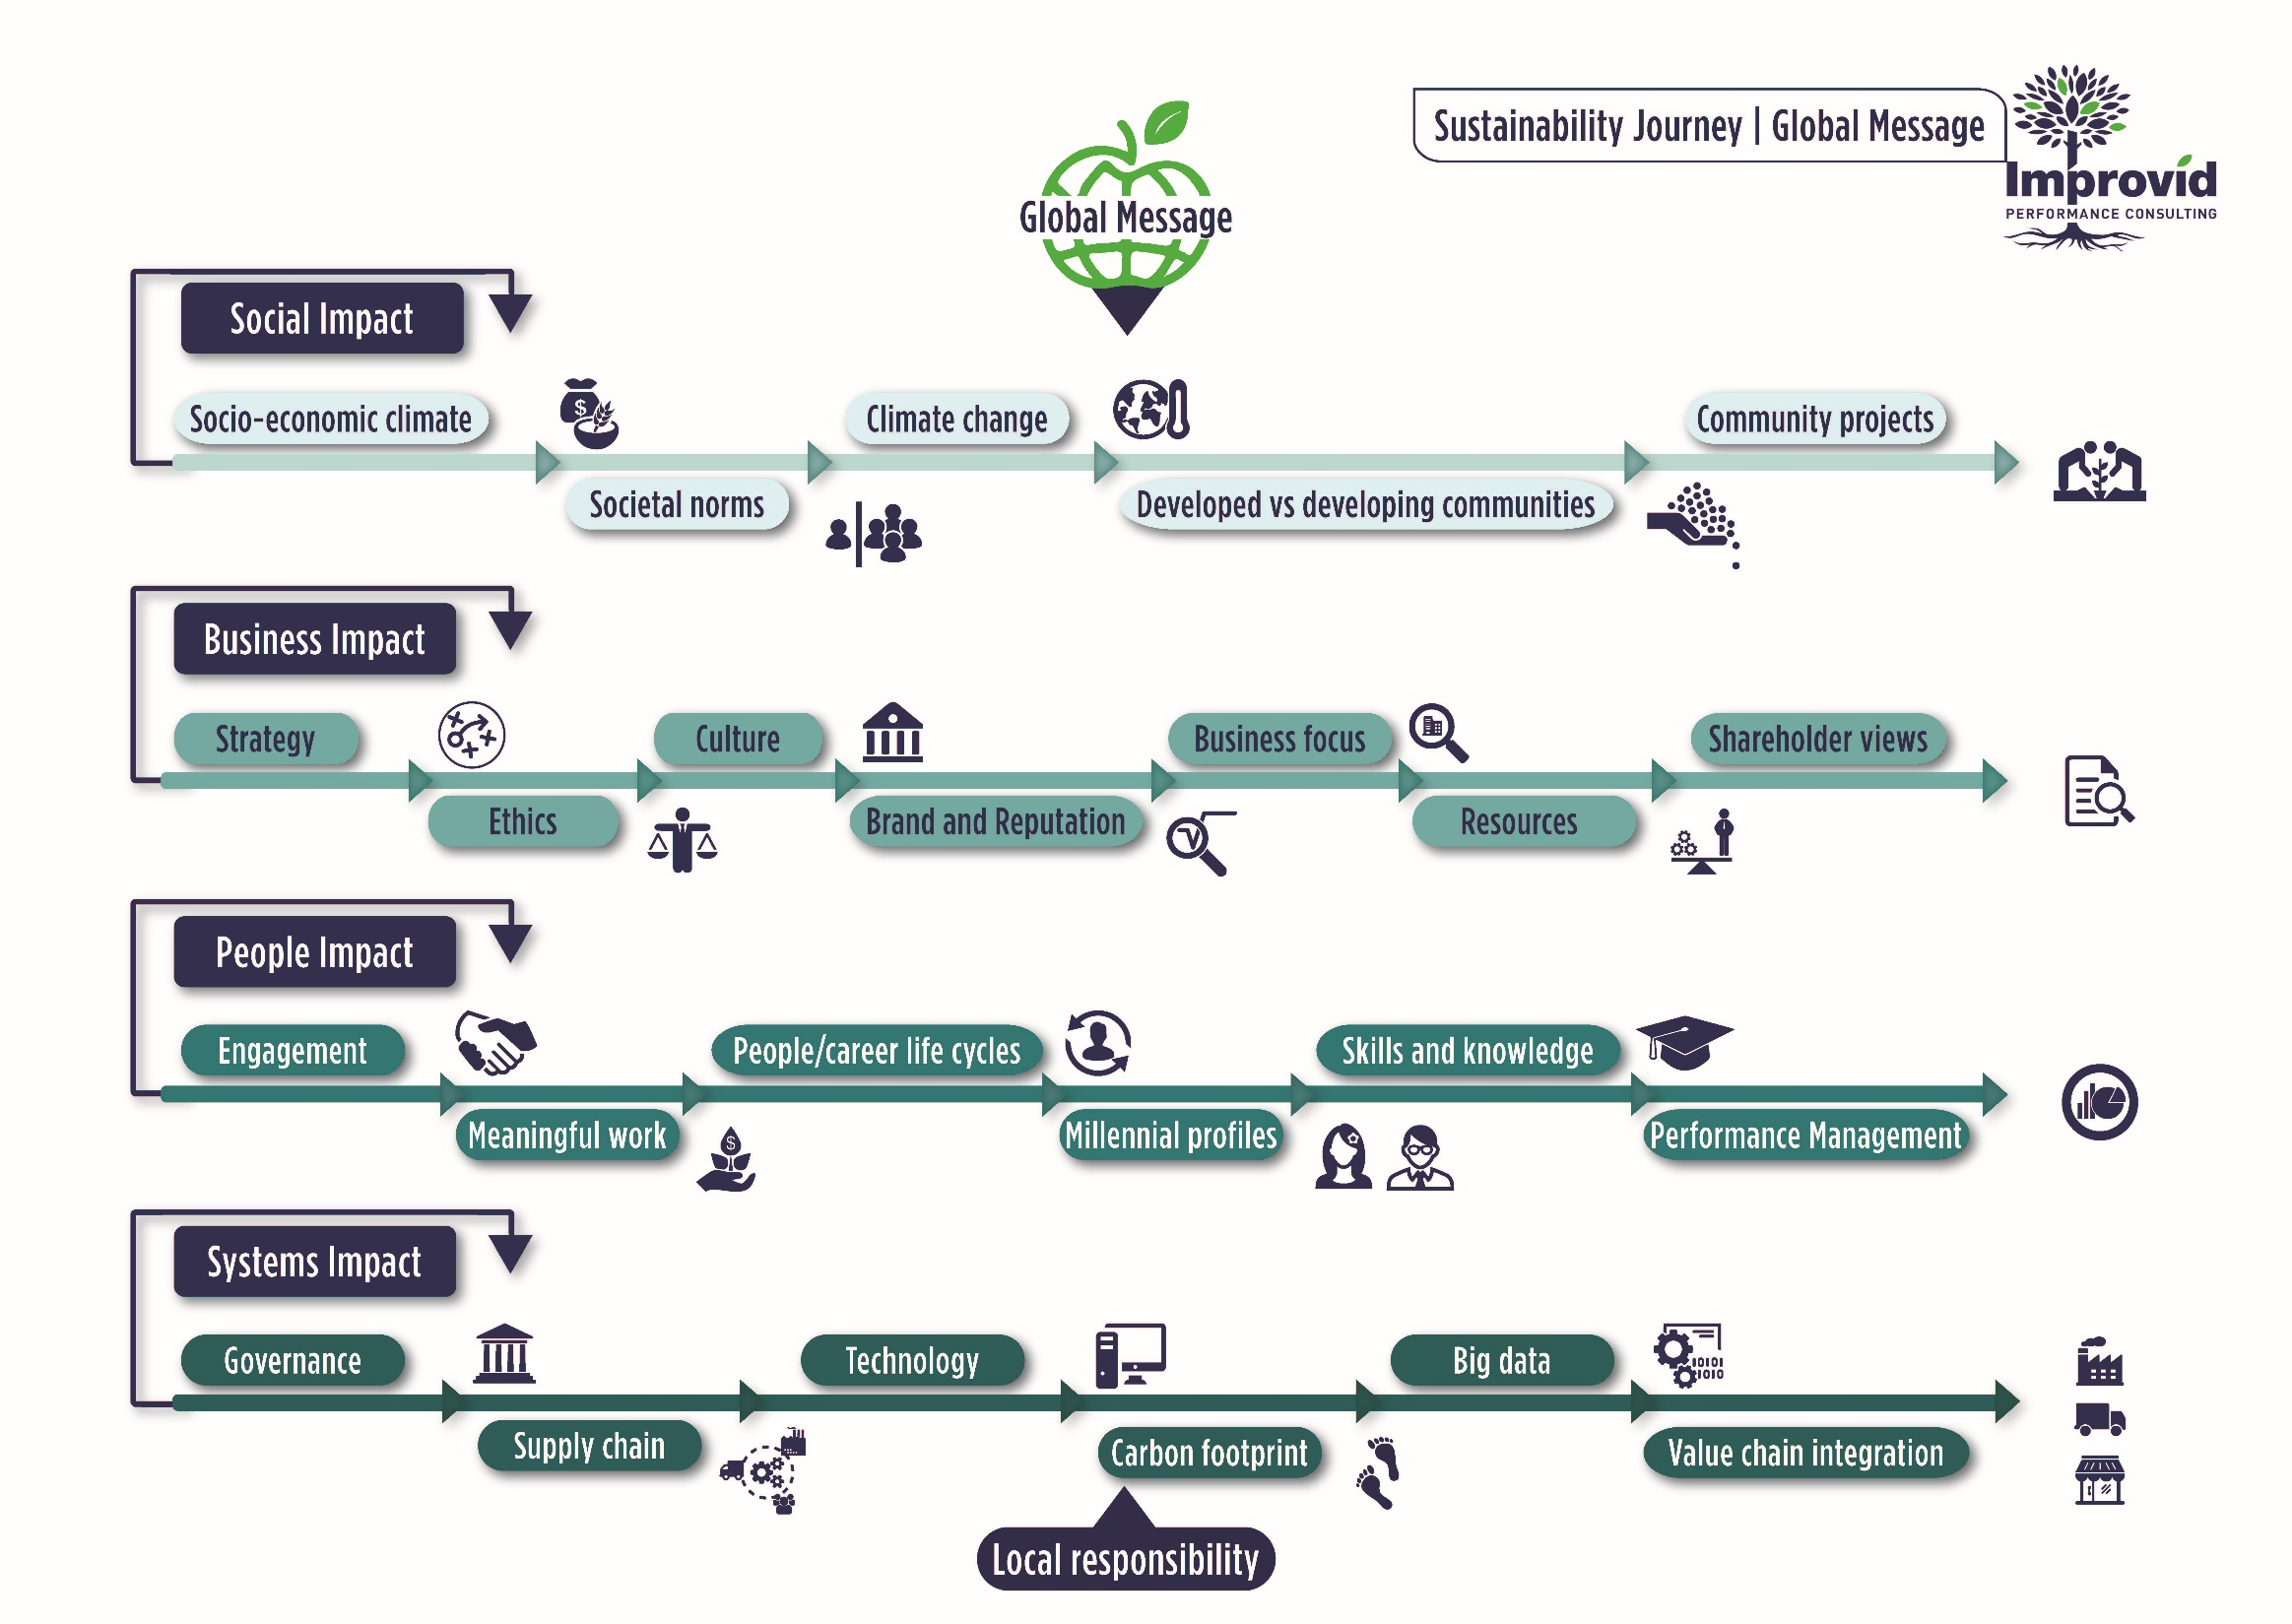 Sustainability Journey | Global Message
Improvid
PERFORMANCE CONSULTING
Global Message
Social Impact
Socio-economic climate
$
Climate change
Community projects
Societal norms
Developed vs developing communities
Business Impact
Strategy
Culture
Business focus
Shareholder views
Ethics
Brand and Reputation
Resources
People Impact
Engagement
People/career life cycles
Skills and knowledge
Meaningful work
$
Millennial profiles
Performance Management
Systems Impact
Governance
Technology
Big data
10101
1010
Supply chain
Carbon footprint
Value chain integration
Local responsibility